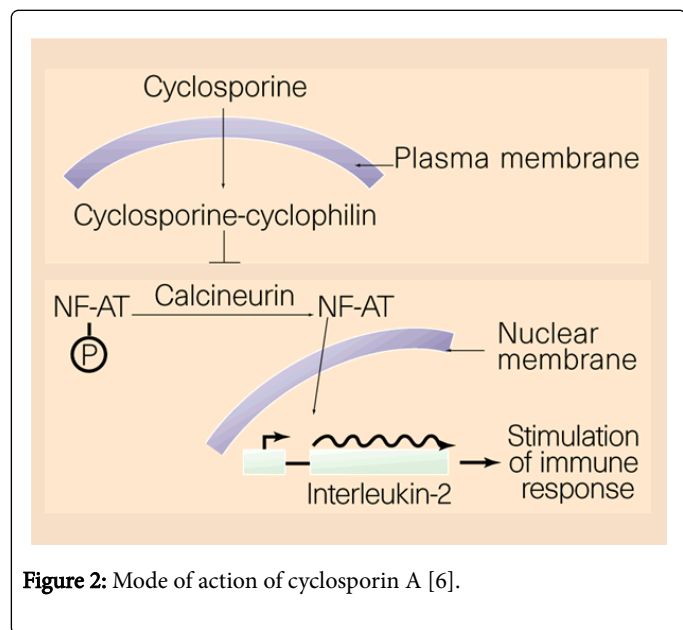 Cyclosporine
Plasma membrane
Cyclosporine-cyclophilin
NF-AT
Calcineurin
NF-AT
P
Nuclear
membrane
Interleukin-2
Stimulation
of immune
response
Figure 2: Mode of action of cyclosporin A [6].